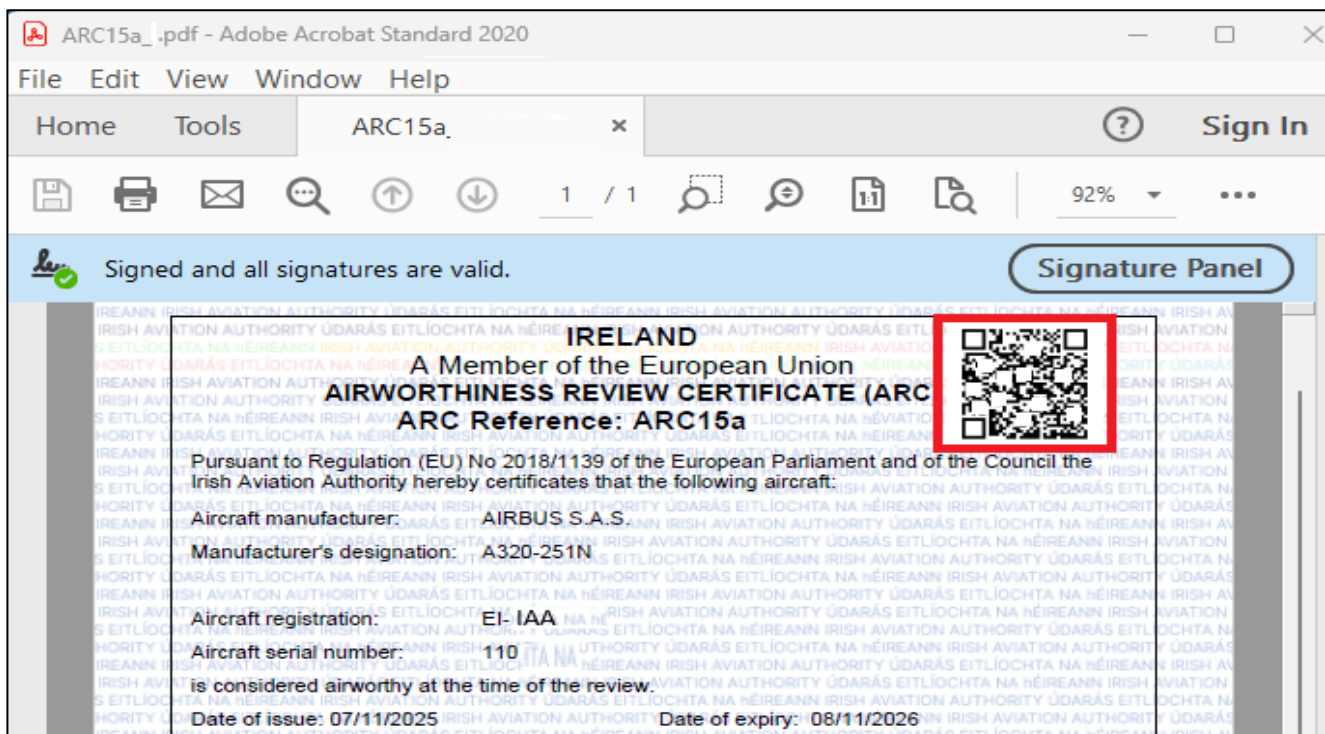 ARC15a_ .pdf - Adobe Acrobat Standard 2020
File Edit View Window Help
Home Tools ARC15a_ × Sign In
1 / 1 1:1 92%
Signed and all signatures are valid. Signature Panel
IRELAND
A Member of the European Union
AIRWORTHINESS REVIEW CERTIFICATE (ARC
ARC Reference: ARC15a
Pursuant to Regulation (EU) No 2018/1139 of the European Parliament and of the Council the
Irish Aviation Authority hereby certificates that the following aircraft:
Aircraft manufacturer: AIRBUS S.A.S.
Manufacturer's designation: A320-251N
Aircraft registration: EI- IAA
Aircraft serial number: 110
is considered airworthy at the time of the review.
Date of issue: 07/11/2025 Date of expiry: 08/11/2026